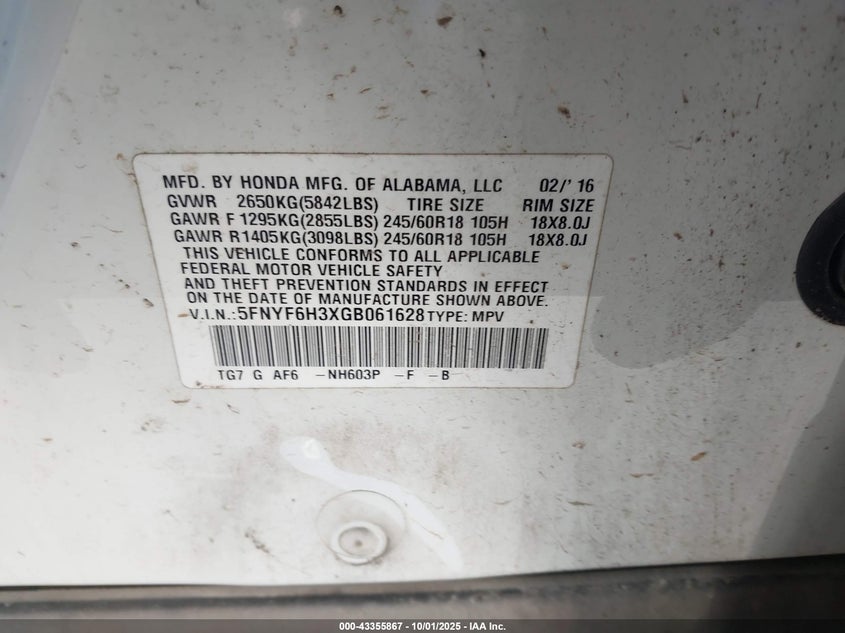 MFD. BY HONDA MFG. OF ALABAMA, LLC 02/' 16
GVWR 2650KG(5842LBS) TIRE SIZE RIM SIZE
GAWR F 1295KG(2855LBS) 245/60R18 105H 18X8.0J
GAWR R1405KG(3098LBS) 245/60R18 105H 18X8.0J
THIS VEHICLE CONFORMS TO ALL APPLICABLE
FEDERAL MOTOR VEHICLE SAFETY
AND THEFT PREVENTION STANDARDS IN EFFECT
ON THE DATE OF MANUFACTURE SHOWN ABOVE.
V.I.N.:5FNYF6H3XGB061628 TYPE: MPV
TG7 G AF6 -NH603P -F -B
000-43355867 - 10/01/2025 - IAA Inc.